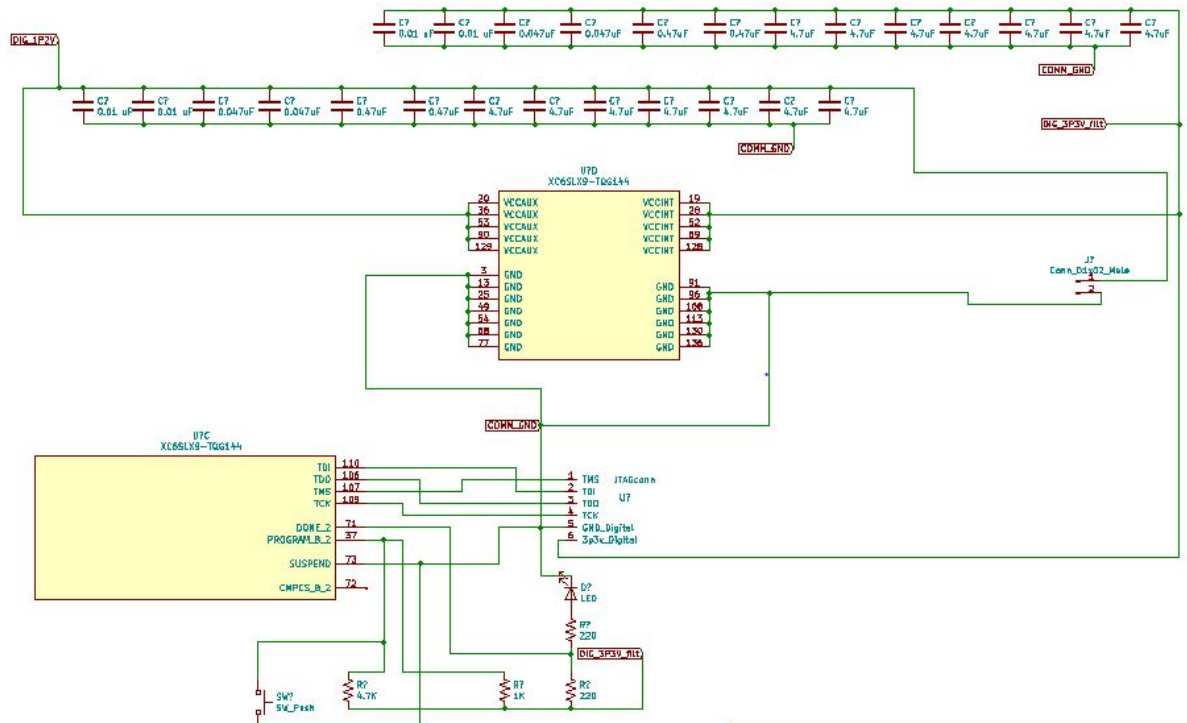 C? C? C? C? C? C? C? C? C? C? C? C? C?
0.01 uF 0.01 uF 0.047uF 0.047uF 0.47uF 0.47uF 4.7uF 4.7uF 4.7uF 4.7uF 4.7uF 4.7uF 4.7uF
DIG_1P2V
CONN_GND
C? C? C? C? C? C? C? C? C? C? C? C? C?
0.01 uF 0.01 uF 0.047uF 0.047uF 0.47uF 0.47uF 4.7uF 4.7uF 4.7uF 4.7uF 4.7uF 4.7uF 4.7uF
DIG_3P3V_filt
CONN_GND
U?D
XC6SLX9-TQG144
20 VCCAUX VCCINT 19
36 VCCAUX VCCINT 28
53 VCCAUX VCCINT 52
90 VCCAUX VCCINT 89
129 VCCAUX VCCINT 128
J?
Conn_01x02_Male
3 GND
13 GND GND 91
25 GND GND 96
49 GND GND 108
54 GND GND 113
68 GND GND 130
77 GND GND 136
1
2
CONN_GND
U?C
XC6SLX9-TQG144
TDI 110
TDO 106
TMS 107
TCK 109
DONE_2 71
PROGRAM_B_2 37
SUSPEND 73
CMPCS_B_2 72
1 TMS JTAGconn
2 TDI U?
3 TDO
4 TCK
5 GND_Digital
6 3p3v_Digital
D?
LED
R?
220
DIG_3P3V_filt
SW?
SW_Push
R?
4.7K
R?
1K
R?
220